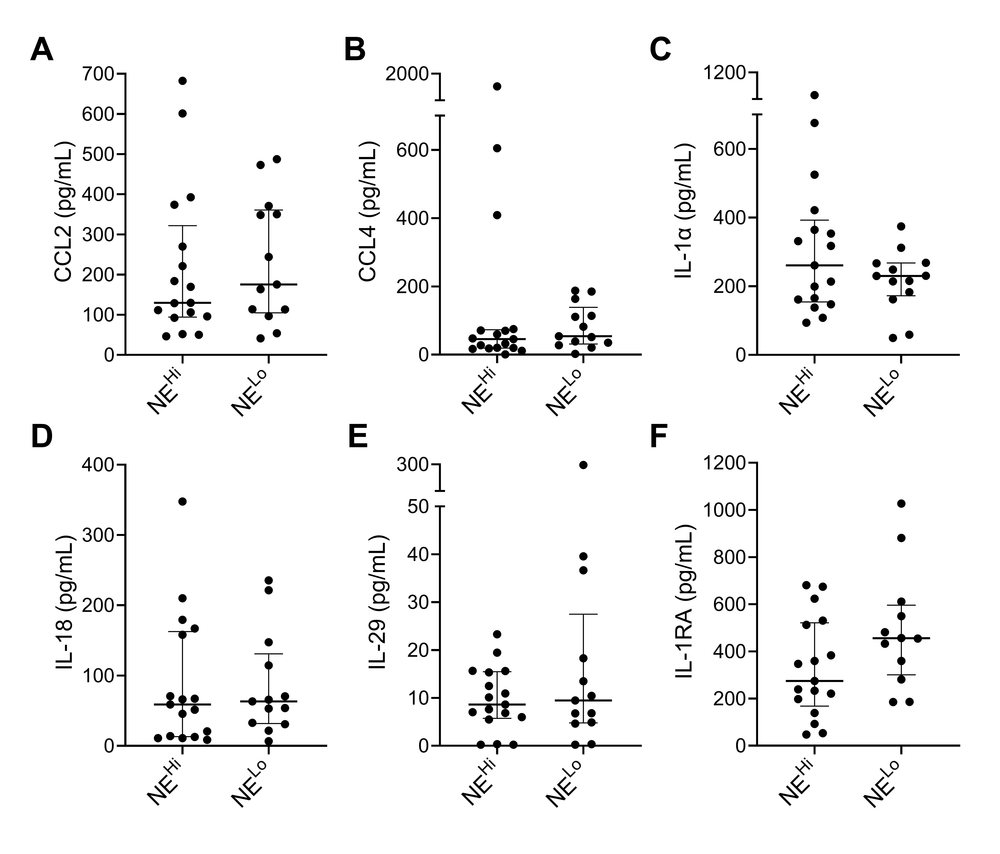 A
B
C
700
600
500
400
300
200
100
0
CCL2 (pg/mL)
NEHi
NELo
2000
600
400
200
0
CCL4 (pg/mL)
NEHi
NELo
1200
600
400
200
0
IL-1α (pg/mL)
NEHi
NELo
D
E
F
400
300
200
100
0
IL-18 (pg/mL)
NEHi
NELo
300
50
40
30
20
10
0
IL-29 (pg/mL)
NEHi
NELo
1200
1000
800
600
400
200
0
IL-1RA (pg/mL)
NEHi
NELo